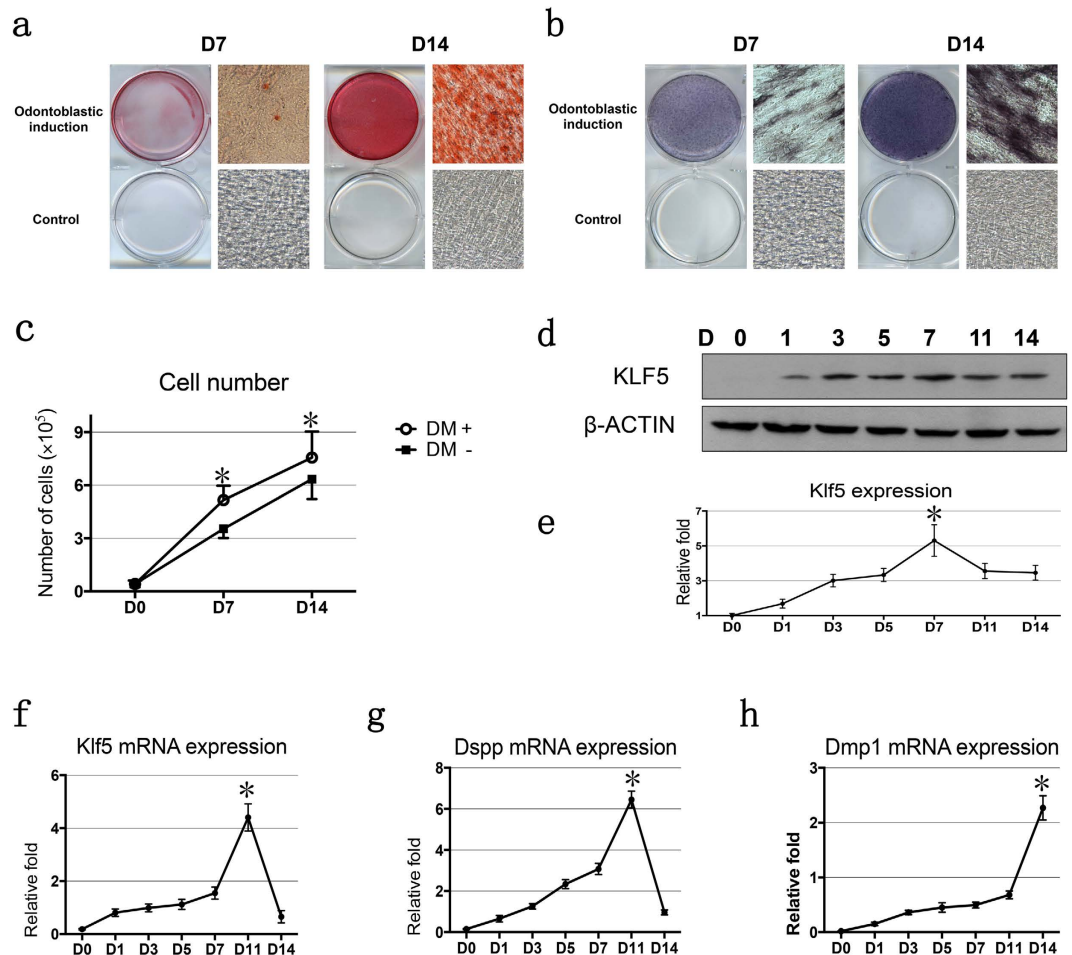 a
D7
D14
Odontoblastic
induction
Control
b
D7
D14
Odontoblastic
induction
Control
c
Cell number
Number of cells (×10⁵)
9
6
3
0
D0
D7
D14
*
*
DM +
DM -
d
D 0 1 3 5 7 11 14
KLF5
β-ACTIN
e
Klf5 expression
Relative fold
7
5
3
1
*
D0 D1 D3 D5 D7 D11 D14
f
Klf5 mRNA expression
Relative fold
6
4
2
0
*
D0 D1 D3 D5 D7 D11 D14
g
Dspp mRNA expression
Relative fold
8
6
4
2
0
*
D0 D1 D3 D5 D7 D11 D14
h
Dmp1 mRNA expression
Relative fold
3
2
1
0
*
D0 D1 D3 D5 D7 D11 D14